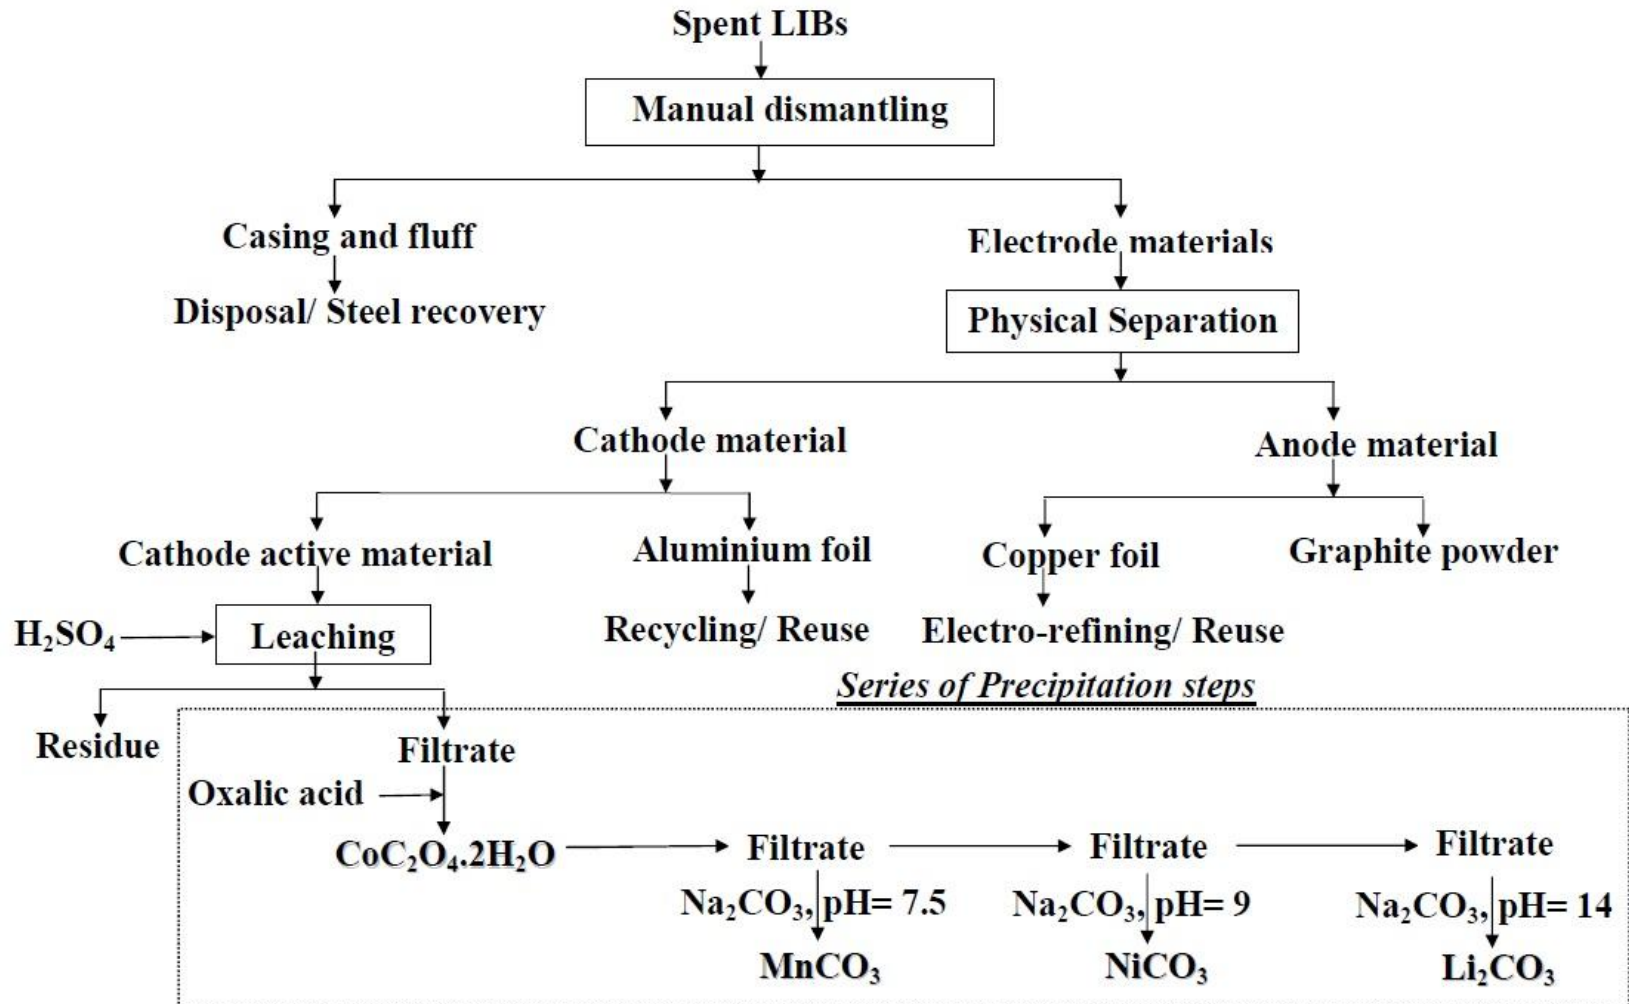 Spent LIBs
Manual dismantling
Casing and fluff
Electrode materials
Disposal/ Steel recovery
Physical Separation
Cathode material
Anode material
Cathode active material
Aluminium foil
Copper foil
Graphite powder
H₂SO₄
Leaching
Recycling/ Reuse
Electro-refining/ Reuse
Series of Precipitation steps
Residue
Filtrate
Oxalic acid
CoC₂O₄.2H₂O
Filtrate
Filtrate
Filtrate
Na₂CO₃, pH= 7.5
Na₂CO₃, pH= 9
Na₂CO₃, pH= 14
MnCO₃
NiCO₃
Li₂CO₃